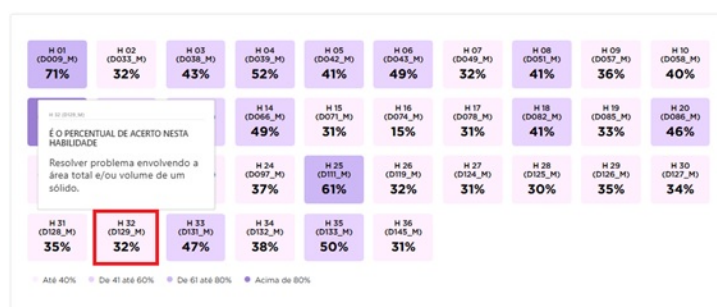 H 01 H 02 H 03 H 04 H 05 H 06 H 07 H 08 H 09 H 10
(D009_M) (D033_M) (D038_M) (D039_M) (D042_M) (D043_M) (D049_M) (D051_M) (D057_M) (D058_M)
71% 32% 43% 52% 41% 49% 32% 41% 36% 40%
H 32 (D129_M)
É O PERCENTUAL DE ACERTO NESTA
HABILIDADE
Resolver problema envolvendo a
área total e/ou volume de um
sólido.
H 14 H 15 H 16 H 17 H 18 H 19 H 20
(D066_M) (D071_M) (D074_M) (D078_M) (D082_M) (D085_M) (D086_M)
49% 31% 15% 31% 41% 33% 46%
H 24 H 25 H 26 H 27 H 28 H 29 H 30
(D097_M) (D111_M) (D119_M) (D124_M) (D125_M) (D126_M) (D127_M)
37% 61% 32% 31% 30% 35% 34%
H 31 H 32 H 33 H 34 H 35 H 36
(D128_M) (D129_M) (D131_M) (D132_M) (D133_M) (D145_M)
35% 32% 47% 38% 50% 31%
Até 40% De 41 até 60% De 61 até 80% Acima de 80%